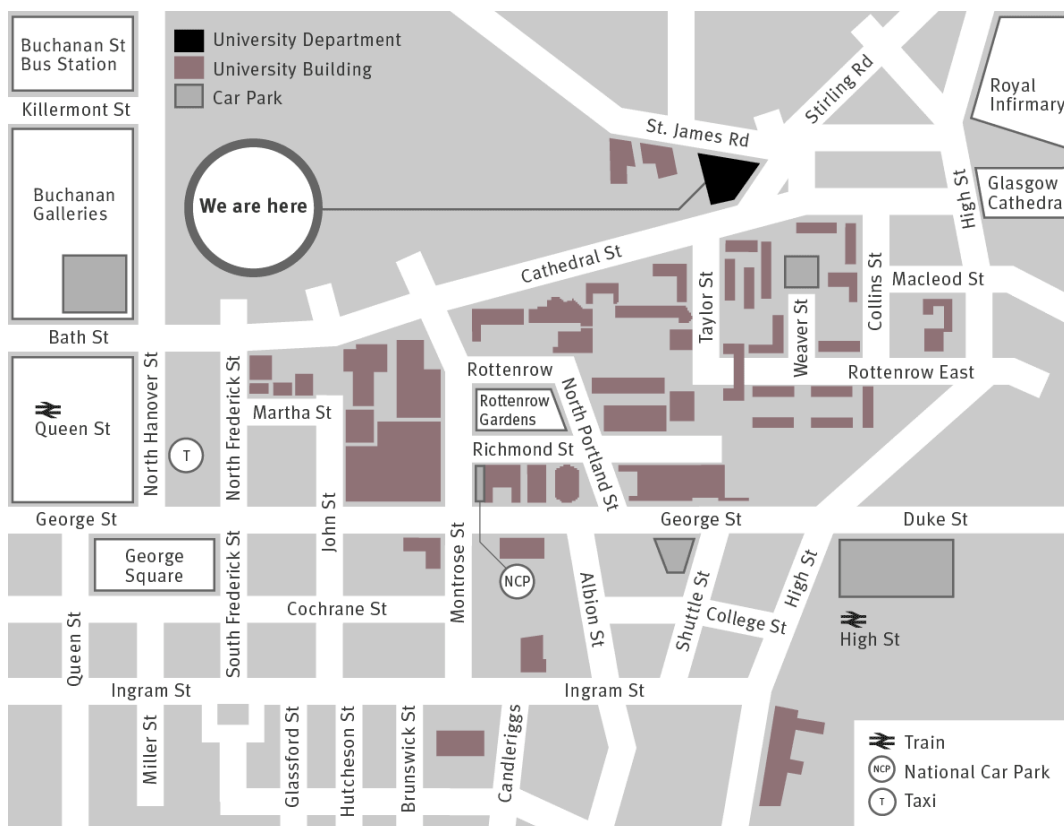 Buchanan St
Bus Station
Killermont St
University Department
University Building
Car Park
Stirling Rd
St. James Rd
Royal
Infirmary
Buchanan
Galleries
We are here
High St
Glasgow
Cathedral
Cathedral St
Taylor St
Collins St
Macleod St
Weaver St
Bath St
Rottenrow
Rottenrow East
North Hanover St
North Frederick St
Martha St
Rottenrow
Gardens
North Portland St
Queen St
T
Richmond St
George St
John St
George St
Duke St
George
Square
South Frederick St
Montrose St
NCP
Albion St
Shuttle St
High St
Cochrane St
College St
High St
Queen St
Ingram St
Ingram St
Miller St
Glassford St
Hutcheson St
Brunswick St
Candleriggs
Train
NCP
National Car Park
T
Taxi